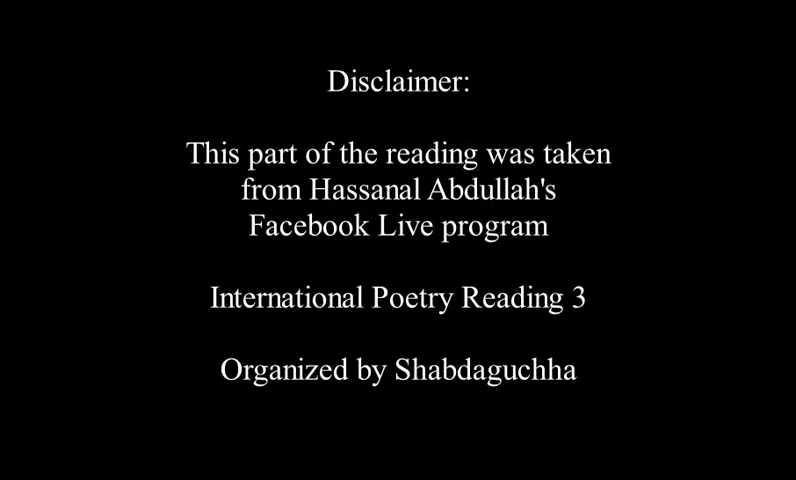 Disclaimer:
This part of the reading was taken
from Hassanal Abdullah's
Facebook Live program
International Poetry Reading 3
Organized by Shabdaguchha